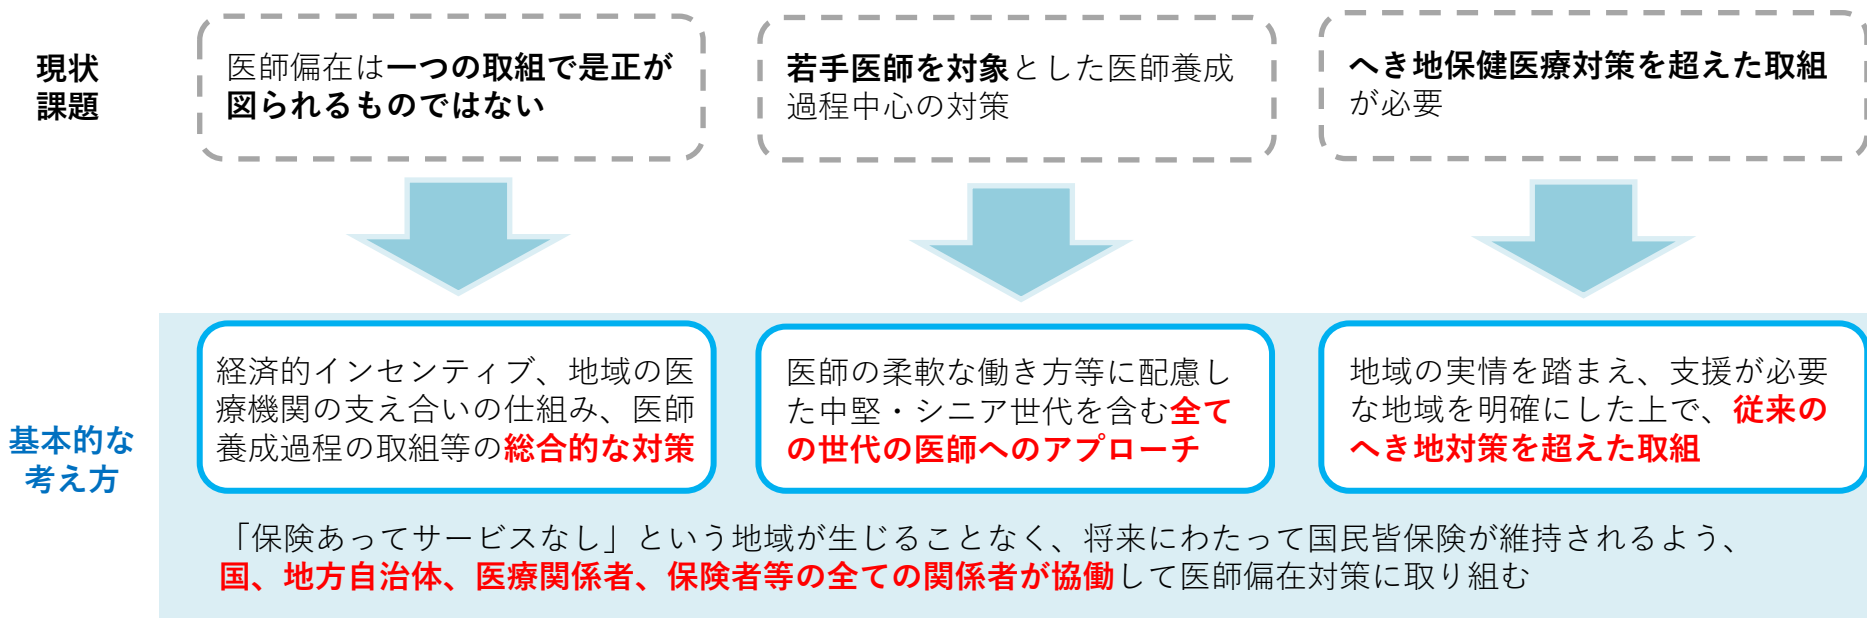 現状
課題
医師偏在は一つの取組で是正が
図られるものではない
若手医師を対象とした医師養成
過程中心の対策
へき地保健医療対策を超えた取組
が必要
基本的な
考え方
経済的インセンティブ、地域の医
療機関の支え合いの仕組み、医師
養成過程の取組等の総合的な対策
医師の柔軟な働き方等に配慮し
た中堅・シニア世代を含む全て
の世代の医師へのアプローチ
地域の実情を踏まえ、支援が必要
な地域を明確にした上で、従来の
へき地対策を超えた取組
「保険あってサービスなし」という地域が生じることなく、将来にわたって国民皆保険が維持されるよう、
国、地方自治体、医療関係者、保険者等の全ての関係者が協働して医師偏在対策に取り組む